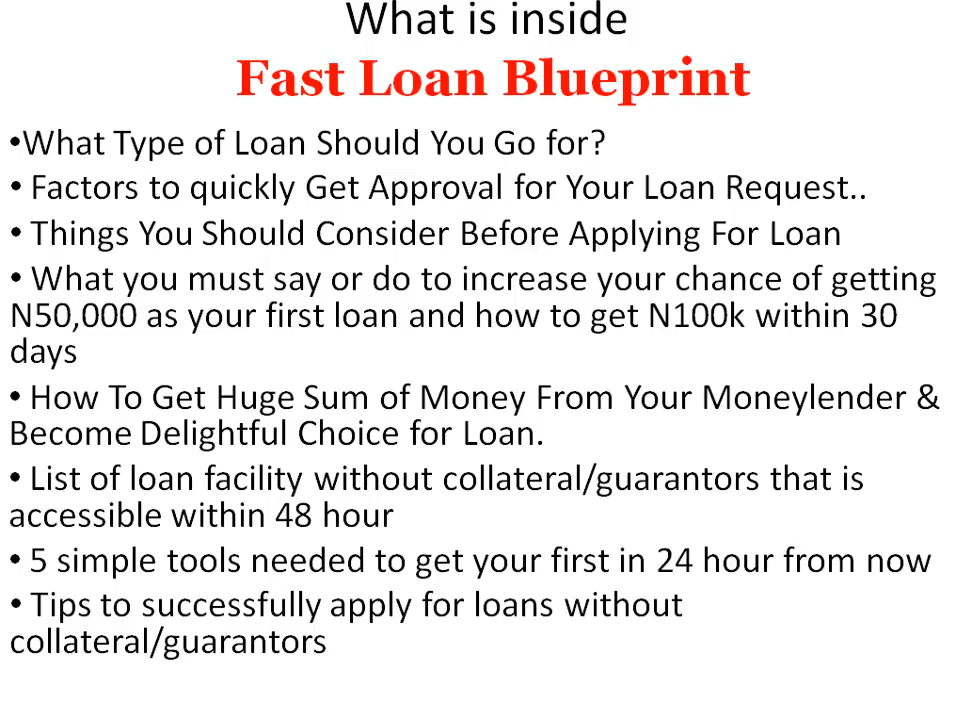 What is inside
Fast Loan Blueprint
•What Type of Loan Should You Go for?
• Factors to quickly Get Approval for Your Loan Request..
• Things You Should Consider Before Applying For Loan
• What you must say or do to increase your chance of getting
N50,000 as your first loan and how to get N100k within 30
days
• How To Get Huge Sum of Money From Your Moneylender &
Become Delightful Choice for Loan.
• List of loan facility without collateral/guarantors that is
accessible within 48 hour
• 5 simple tools needed to get your first in 24 hour from now
• Tips to successfully apply for loans without
collateral/guarantors